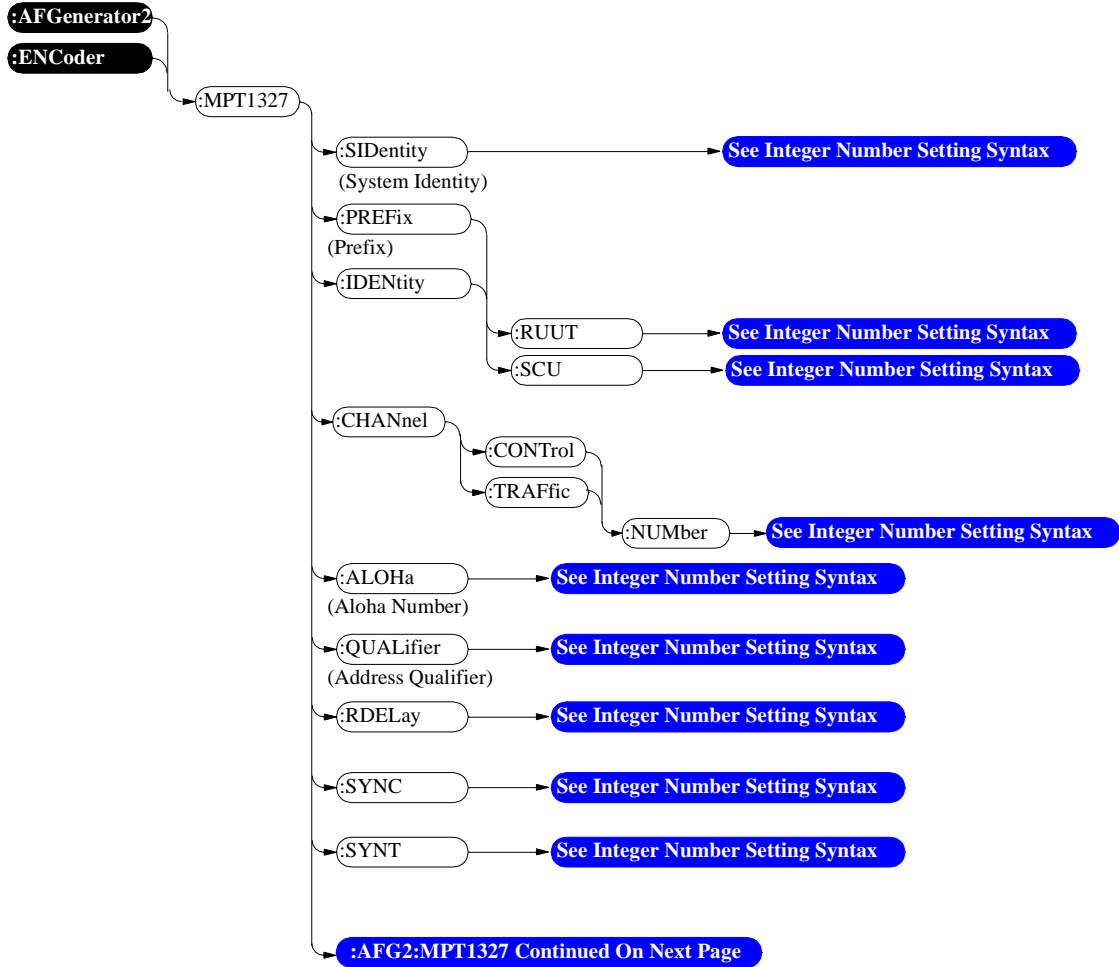 :AFGenerator2
:ENCoder
:MPT1327
:SIDentity
See Integer Number Setting Syntax
(System Identity)
:PREFix
(Prefix)
:IDENtity
:RUUT
See Integer Number Setting Syntax
:SCU
See Integer Number Setting Syntax
:CHANnel
:CONTrol
:TRAFfic
:NUMber
See Integer Number Setting Syntax
:ALOHa
See Integer Number Setting Syntax
(Aloha Number)
:QUALifier
See Integer Number Setting Syntax
(Address Qualifier)
:RDELay
See Integer Number Setting Syntax
:SYNC
See Integer Number Setting Syntax
:SYNT
See Integer Number Setting Syntax
:AFG2:MPT1327 Continued On Next Page